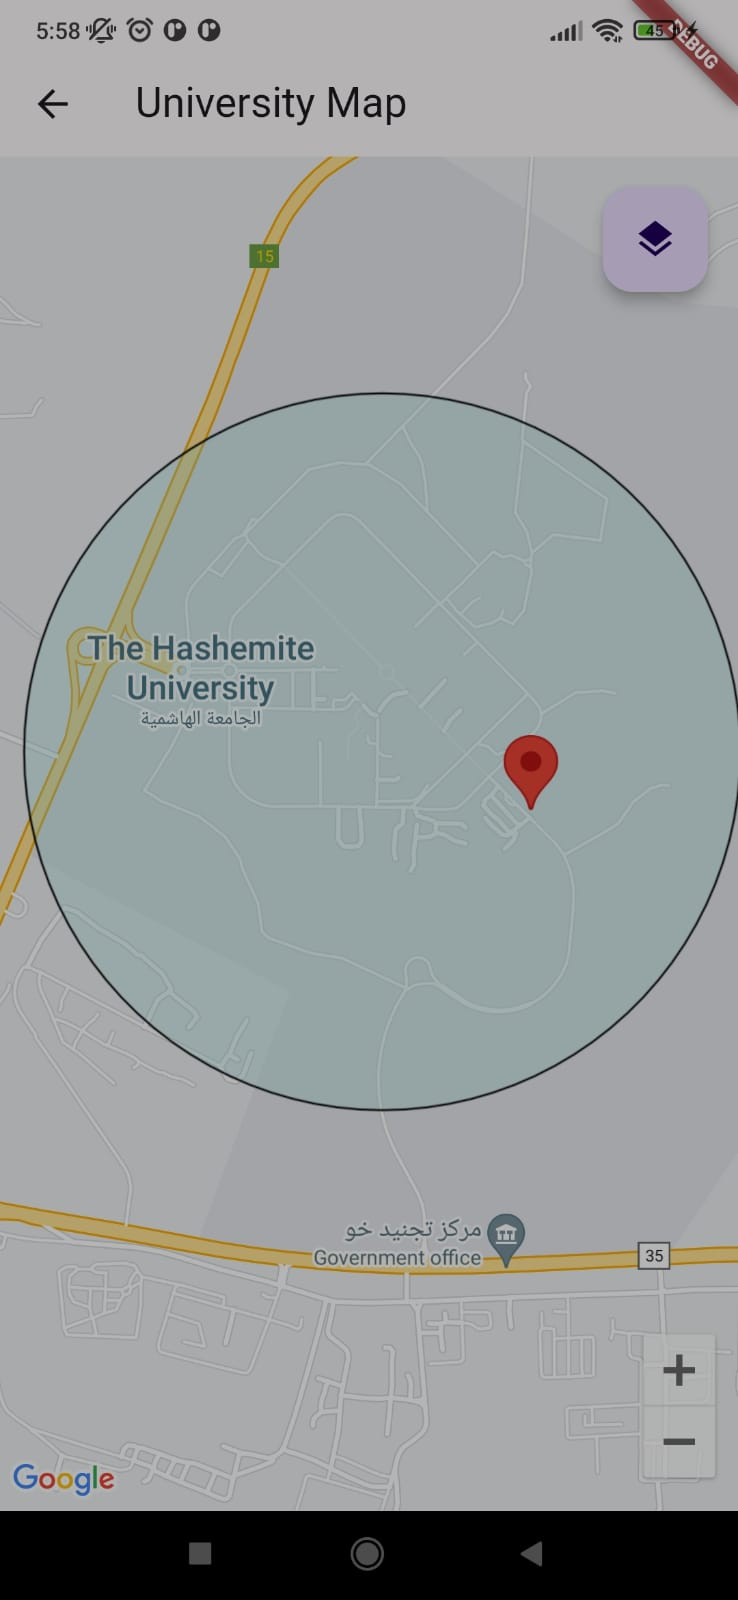 5:58
45
DEBUG
University Map
15
The Hashemite
University
الجامعة الهاشمية
مركز تجنيد خو
Government office
35
Google